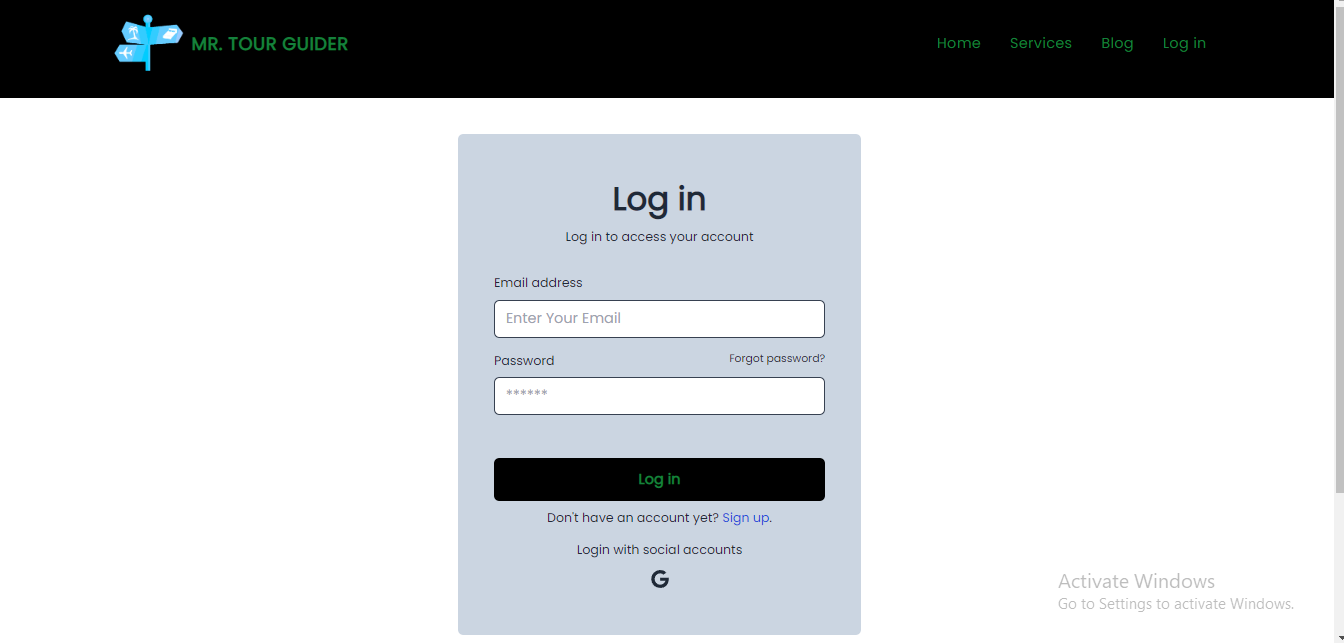 MR. TOUR GUIDER
Home Services Blog Log in
Log in
Log in to access your account
Email address
Enter Your Email
Password Forgot password?
******
Log in
Don't have an account yet? Sign up.
Login with social accounts
G
Activate Windows
Go to Settings to activate Windows.